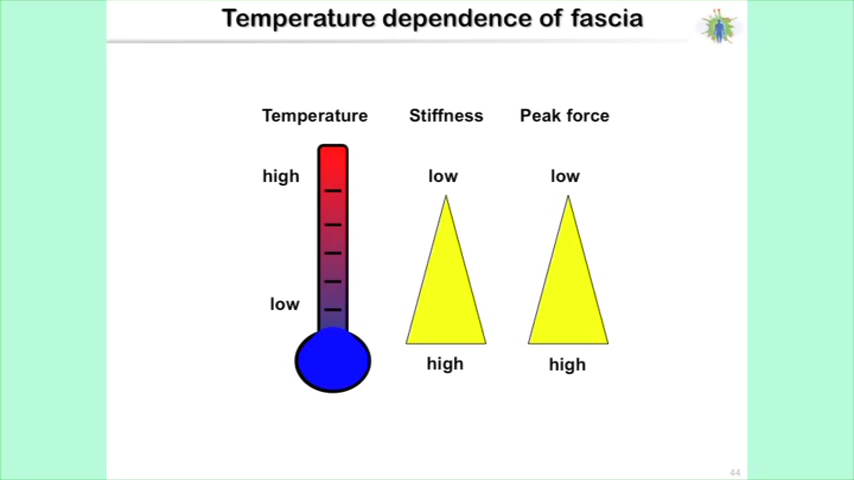 Temperature dependence of fascia
Temperature Stiffness Peak force
high low low
low
high high
44